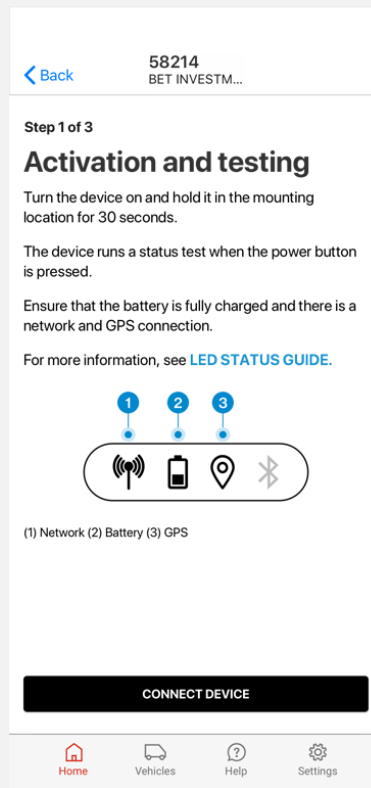 Back
58214
BET INVESTM...
Step 1 of 3
Activation and testing
Turn the device on and hold it in the mounting
location for 30 seconds.
The device runs a status test when the power button
is pressed.
Ensure that the battery is fully charged and there is a
network and GPS connection.
For more information, see LED STATUS GUIDE.
1 2 3
(1) Network (2) Battery (3) GPS
CONNECT DEVICE
Home Vehicles Help Settings